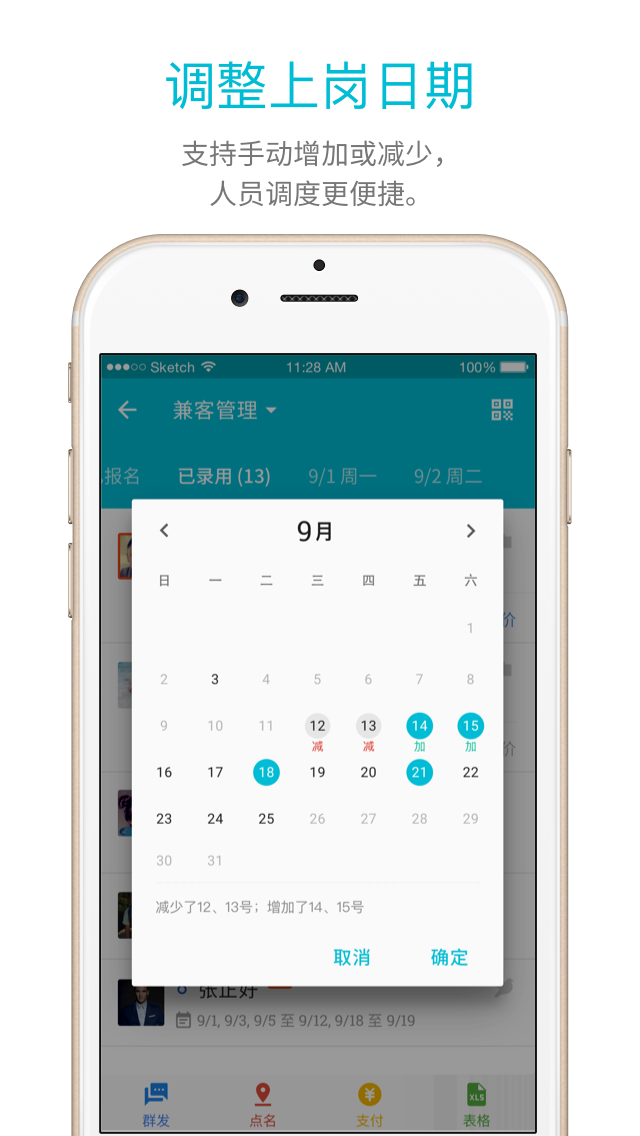 调整上岗日期
支持手动增加或减少，
人员调度更便捷。
Sketch 11:28 AM 100%
兼客管理
报名 已录用 (13) 9/1 周一 9/2 周二
9月
日 一 二 三 四 五 六
1
2 3 4 5 6 7 8
9 10 11 12 13 14 15
减 减 加 加
16 17 18 19 20 21 22
23 24 25 26 27 28 29
30 31
减少了12、13号；增加了14、15号
取消 确定
价
价
张正好
9/1, 9/3, 9/5 至 9/12, 9/18 至 9/19
XLS
群发 点名 支付 表格